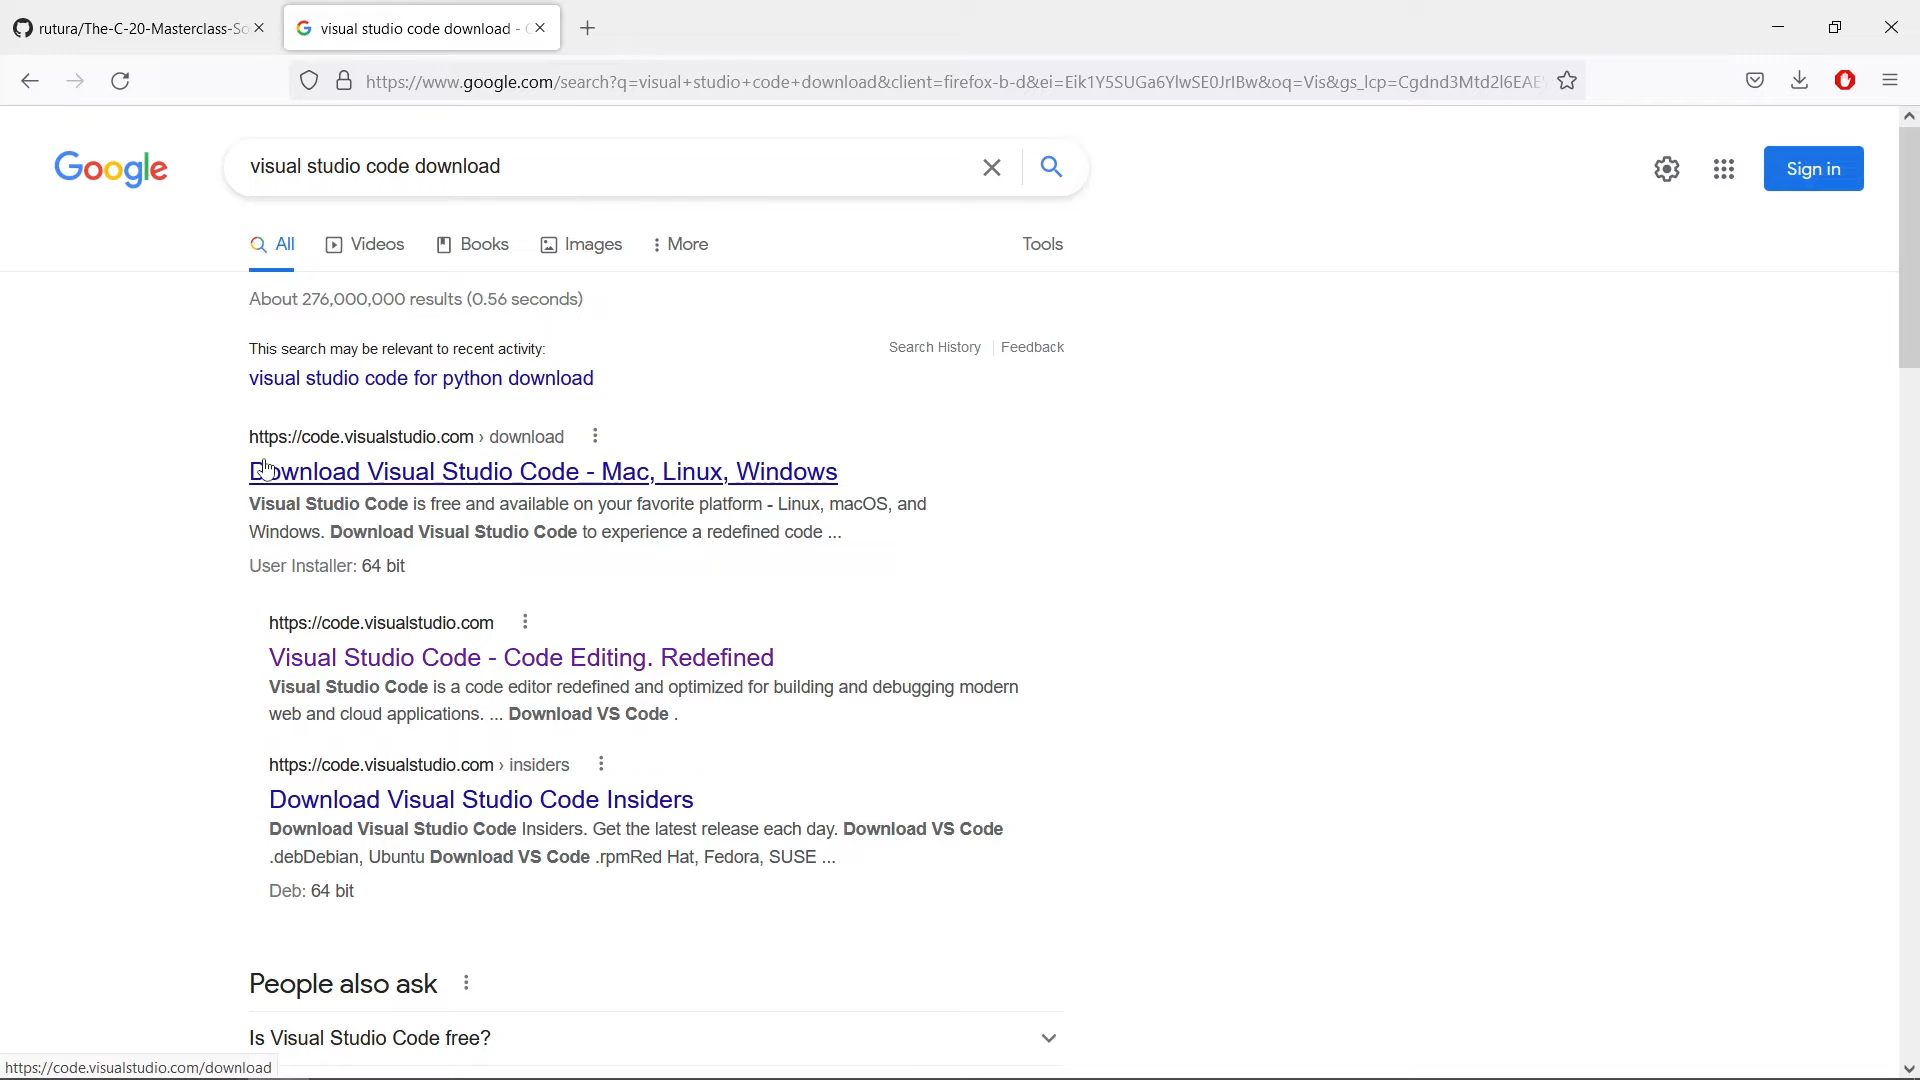 rutura/The-C-20-Masterclass-So
visual studio code download -
https://www.google.com/search?q=visual+studio+code+download&client=firefox-b-d&ei=Eik1Y5SUGa6YlwSE0JrIBw&oq=Vis&gs_lcp=Cgdnd3Mtd2l6EAE
Google
visual studio code download
Sign in
All
Videos
Books
Images
More
Tools
About 276,000,000 results (0.56 seconds)
This search may be relevant to recent activity:
Search History
Feedback
visual studio code for python download
https://code.visualstudio.com › download
Download Visual Studio Code - Mac, Linux, Windows
Visual Studio Code is free and available on your favorite platform - Linux, macOS, and
Windows. Download Visual Studio Code to experience a redefined code ...
User Installer: 64 bit
https://code.visualstudio.com
Visual Studio Code - Code Editing. Redefined
Visual Studio Code is a code editor redefined and optimized for building and debugging modern
web and cloud applications. ... Download VS Code .
https://code.visualstudio.com › insiders
Download Visual Studio Code Insiders
Download Visual Studio Code Insiders. Get the latest release each day. Download VS Code
.debDebian, Ubuntu Download VS Code .rpmRed Hat, Fedora, SUSE ...
Deb: 64 bit
People also ask
Is Visual Studio Code free?
https://code.visualstudio.com/download